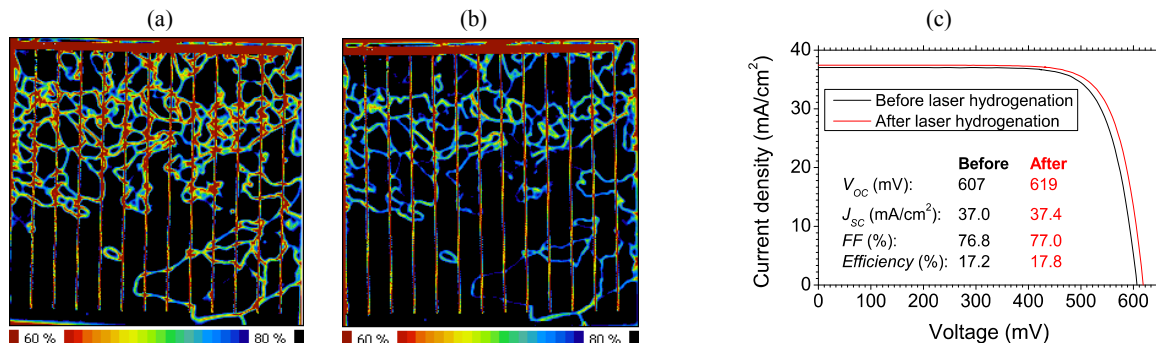 (a)
(b)
(c)
60 %
80 %
60 %
80 %
Current density (mA/cm²)
40
30
20
10
0
Before laser hydrogenation
After laser hydrogenation
Before After
V_OC (mV): 607 619
J_SC (mA/cm²): 37.0 37.4
FF (%): 76.8 77.0
Efficiency (%): 17.2 17.8
0 100 200 300 400 500 600
Voltage (mV)